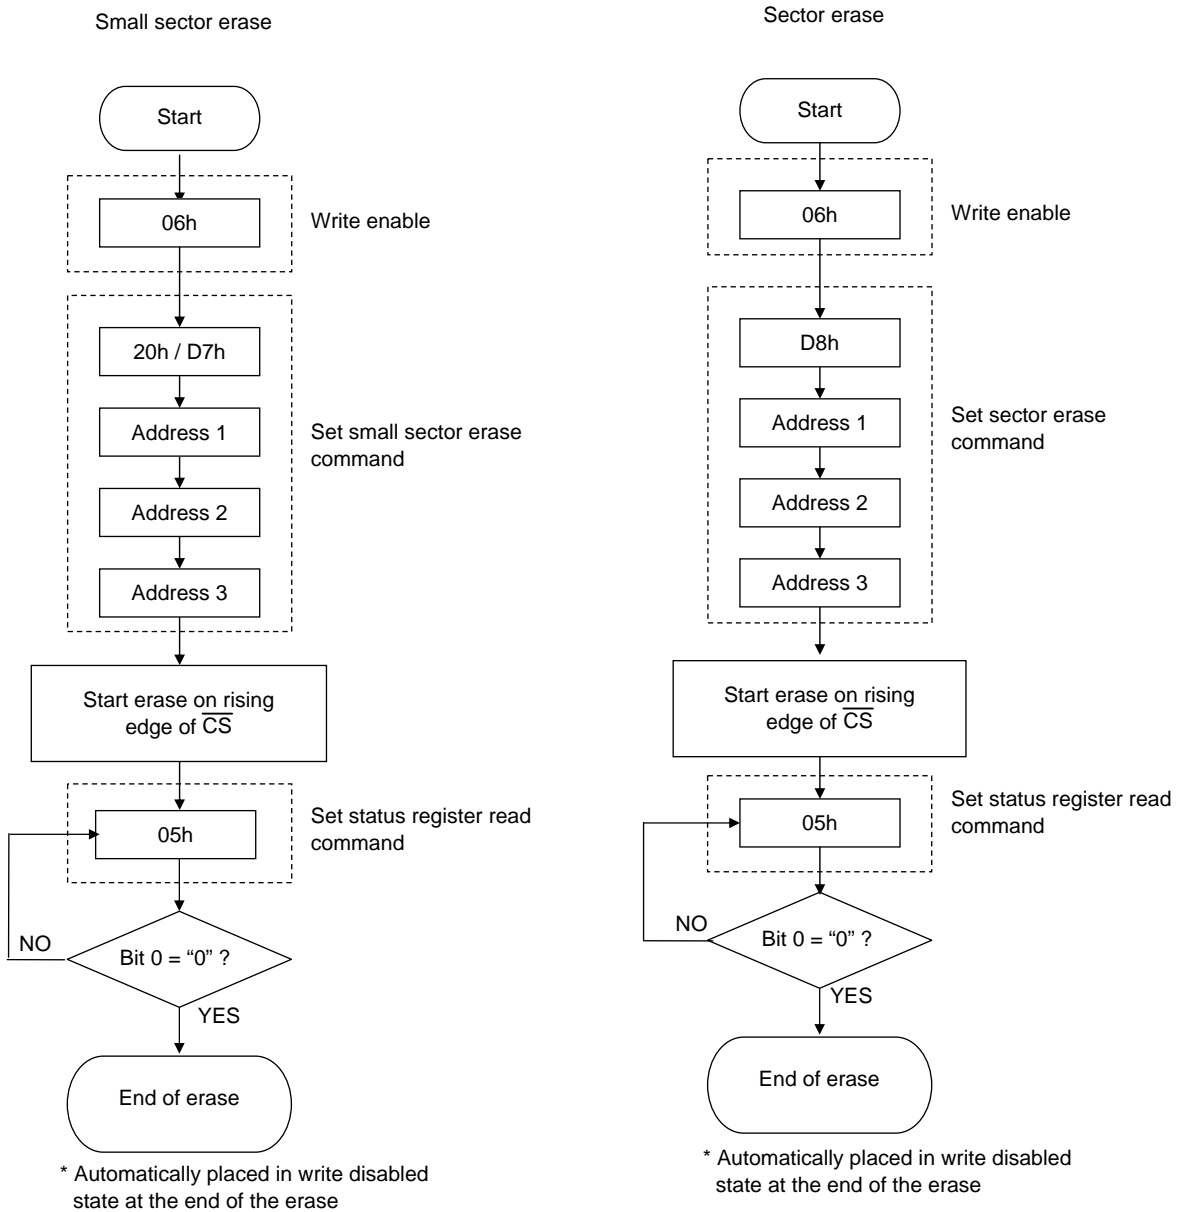 Small sector erase
Start
06h
Write enable
20h / D7h
Address 1
Address 2
Address 3
Set small sector erase
command
Start erase on rising
edge of CS
05h
Set status register read
command
Bit 0 = “0” ?
NO
YES
End of erase
* Automatically placed in write disabled
state at the end of the erase
Sector erase
Start
06h
Write enable
D8h
Address 1
Address 2
Address 3
Set sector erase
command
Start erase on rising
edge of CS
05h
Set status register read
command
Bit 0 = “0” ?
NO
YES
End of erase
* Automatically placed in write disabled
state at the end of the erase